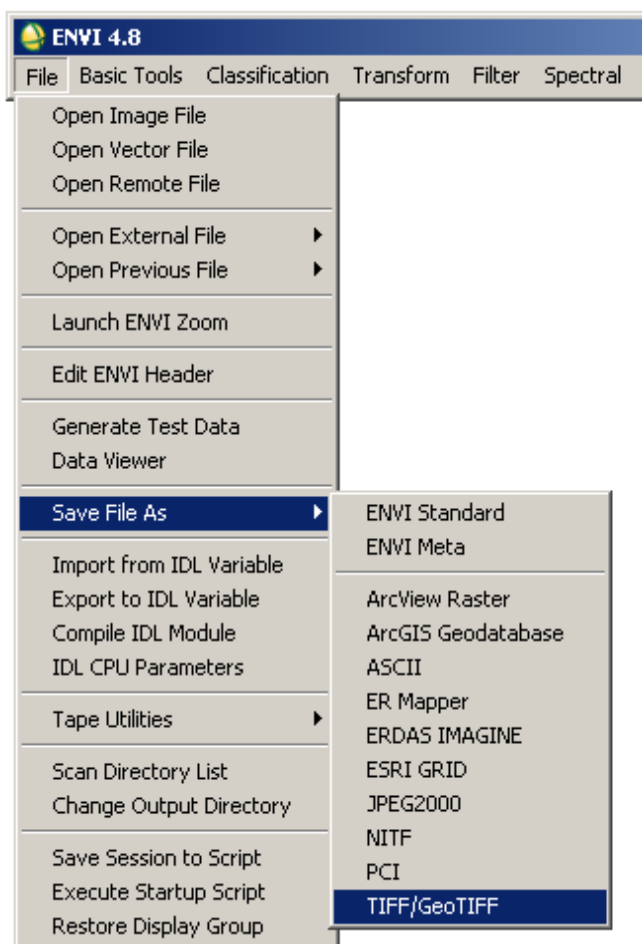 ENVI 4.8
File Basic Tools Classification Transform Filter Spectral
Open Image File
Open Vector File
Open Remote File
Open External File
Open Previous File
Launch ENVI Zoom
Edit ENVI Header
Generate Test Data
Data Viewer
Save File As
Import from IDL Variable
Export to IDL Variable
Compile IDL Module
IDL CPU Parameters
Tape Utilities
Scan Directory List
Change Output Directory
Save Session to Script
Execute Startup Script
Restore Display Group
ENVI Standard
ENVI Meta
ArcView Raster
ArcGIS Geodatabase
ASCII
ER Mapper
ERDAS IMAGINE
ESRI GRID
JPEG2000
NITF
PCI
TIFF/GeoTIFF